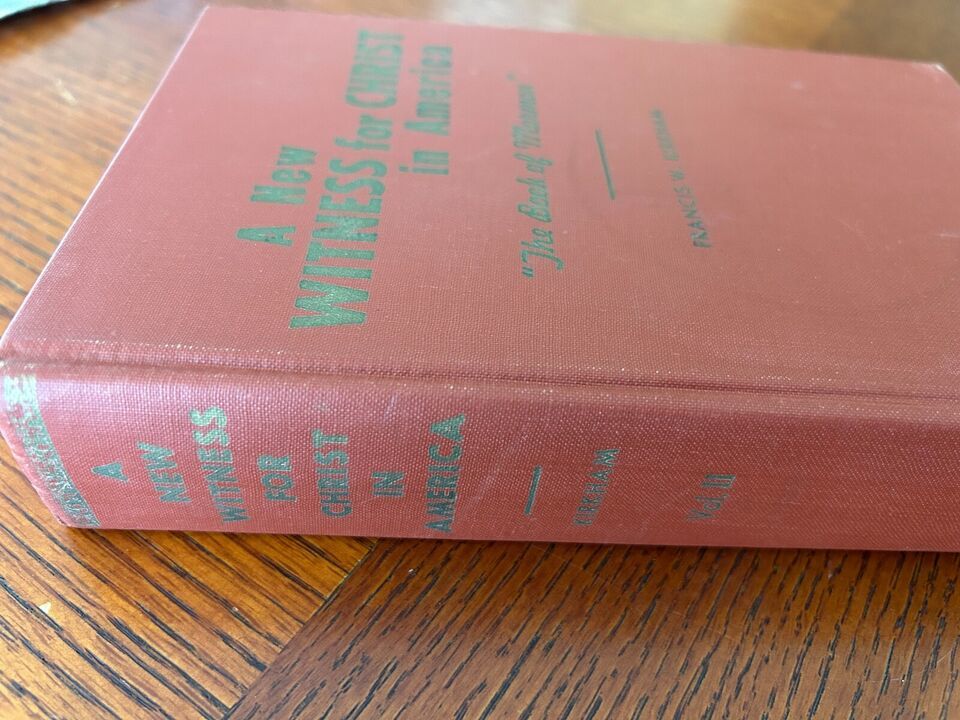 A New
WITNESS for CHRIST
in America
"The Book of Mormon"
FRANCIS W. KIRKHAM
A
NEW
WITNESS
FOR
CHRIST
IN
AMERICA
KIRKHAM
Vol. III